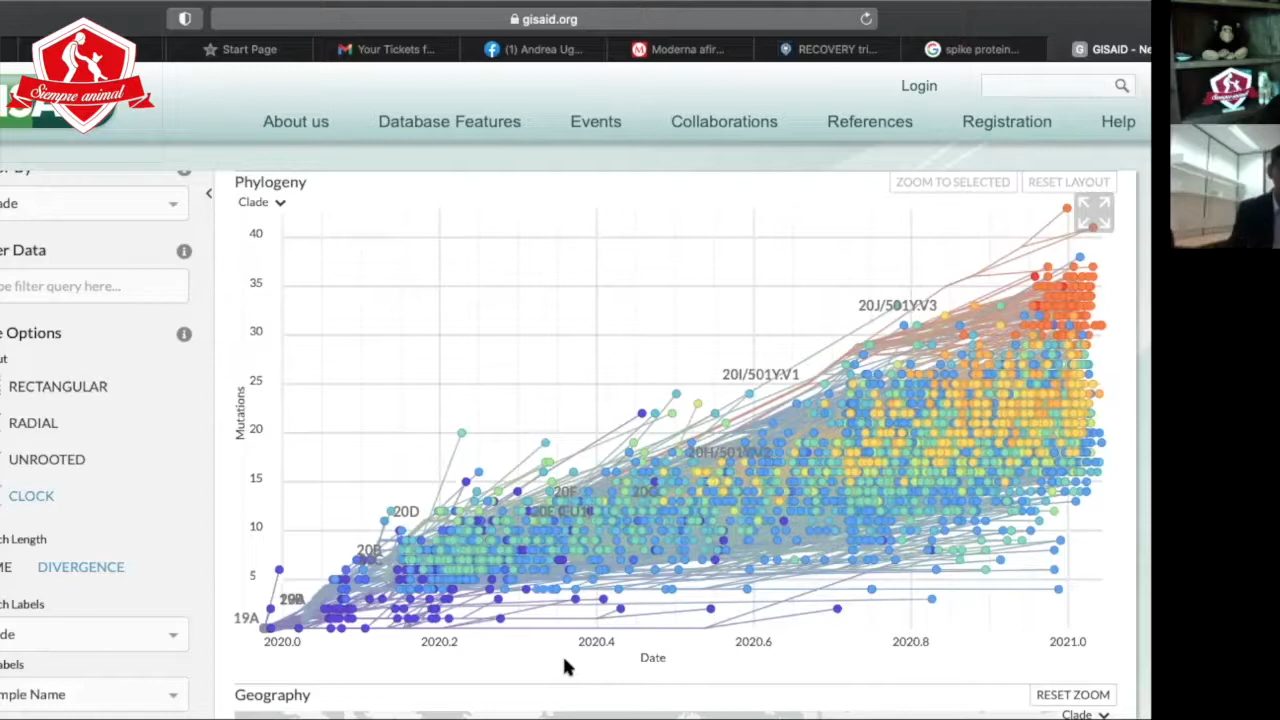 gisaid.org
Start Page
Your Tickets f...
(1) Andrea Ug...
Moderna afir...
RECOVERY tri...
spike protein...
GISAID - Ne
Siempre animal
Siempre animal
Login
About us
Database Features
Events
Collaborations
References
Registration
Help
Phylogeny
ZOOM TO SELECTED
RESET LAYOUT
Clade
ade
er Data
pe filter query here...
e Options
RECTANGULAR
RADIAL
UNROOTED
CLOCK
ch Length
ME
DIVERGENCE
ch Labels
de
abels
mple Name
40
35
30
25
20
15
10
5
Mutations
20J/501Y.V3
20I/501Y.V1
20D
20B
19A
2020.0
2020.2
2020.4
2020.6
2020.8
2021.0
Date
Geography
RESET ZOOM
Clade